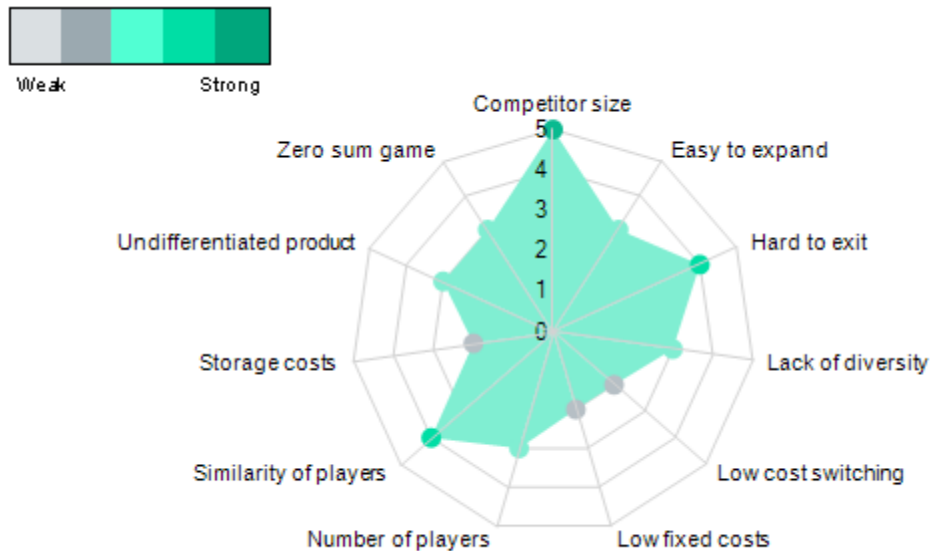 Weak
Strong
Competitor size
Zero sum game
5
Easy to expand
4
Undifferentiated product
3
Hard to exit
2
1
0
Storage costs
Lack of diversity
Similarity of players
Low cost switching
Number of players
Low fixed costs